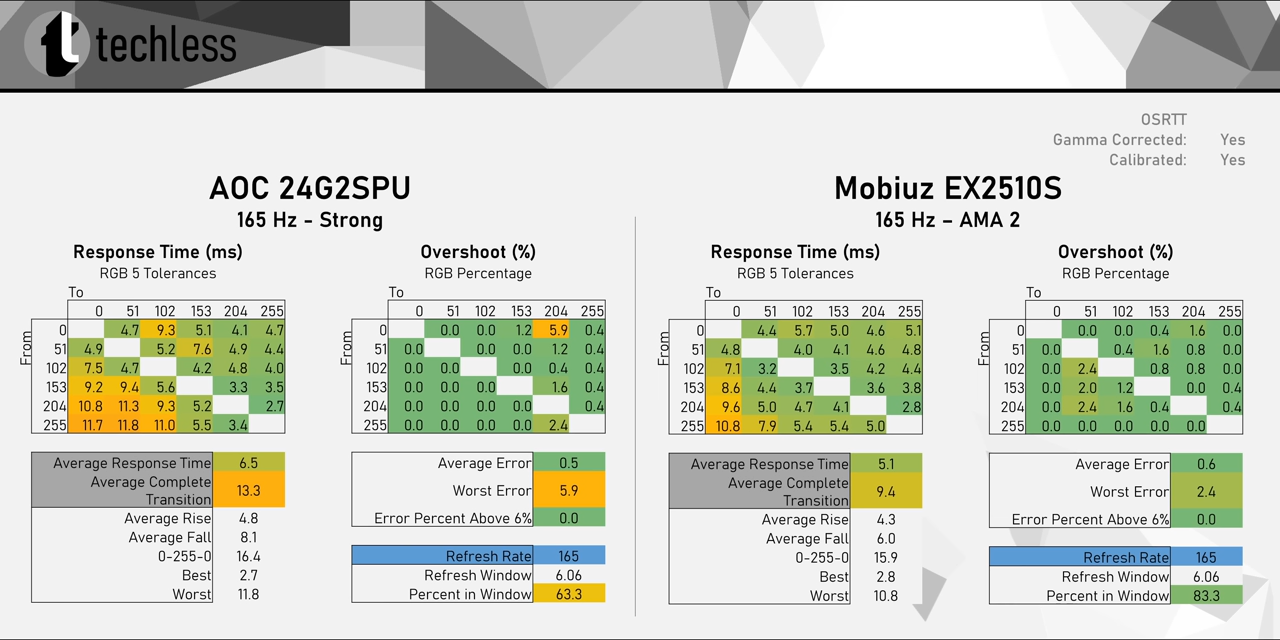 techless
OSRTT
Gamma Corrected: Yes
Calibrated: Yes
AOC 24G2SPU
165 Hz - Strong
Response Time (ms)
RGB 5 Tolerances
To
0 51 102 153 204 255
From
0 4.7 9.3 5.1 4.1 4.7
51 4.9 5.2 7.6 4.9 4.4
102 7.5 4.7 4.2 4.8 4.0
153 9.2 9.4 5.6 3.3 3.5
204 10.8 11.3 9.3 5.2 2.7
255 11.7 11.8 11.0 5.5 3.4
Average Response Time 6.5
Average Complete
Transition 13.3
Average Rise 4.8
Average Fall 8.1
0-255-0 16.4
Best 2.7
Worst 11.8
Overshoot (%)
RGB Percentage
To
0 51 102 153 204 255
From
0 0.0 0.0 1.2 5.9 0.4
51 0.0 0.0 0.0 1.2 0.4
102 0.0 0.0 0.0 0.4 0.4
153 0.0 0.0 0.0 1.6 0.4
204 0.0 0.0 0.0 0.0 0.4
255 0.0 0.0 0.0 0.0 2.4
Average Error 0.5
Worst Error 5.9
Error Percent Above 6% 0.0
Refresh Rate 165
Refresh Window 6.06
Percent in Window 63.3
Mobiuz EX2510S
165 Hz – AMA 2
Response Time (ms)
RGB 5 Tolerances
To
0 51 102 153 204 255
From
0 4.4 5.7 5.0 4.6 5.1
51 4.8 4.0 4.1 4.6 4.8
102 7.1 3.2 3.5 4.2 4.4
153 8.6 4.4 3.7 3.6 3.8
204 9.6 5.0 4.7 4.1 2.8
255 10.8 7.9 5.4 5.4 5.0
Average Response Time 5.1
Average Complete
Transition 9.4
Average Rise 4.3
Average Fall 6.0
0-255-0 15.9
Best 2.8
Worst 10.8
Overshoot (%)
RGB Percentage
To
0 51 102 153 204 255
From
0 0.0 0.0 0.4 1.6 0.0
51 0.0 0.4 1.6 0.8 0.0
102 0.0 2.4 0.8 0.8 0.0
153 0.0 2.0 1.2 0.0 0.4
204 0.0 2.4 1.6 0.4 0.4
255 0.0 0.0 0.0 0.0 0.0
Average Error 0.6
Worst Error 2.4
Error Percent Above 6% 0.0
Refresh Rate 165
Refresh Window 6.06
Percent in Window 83.3